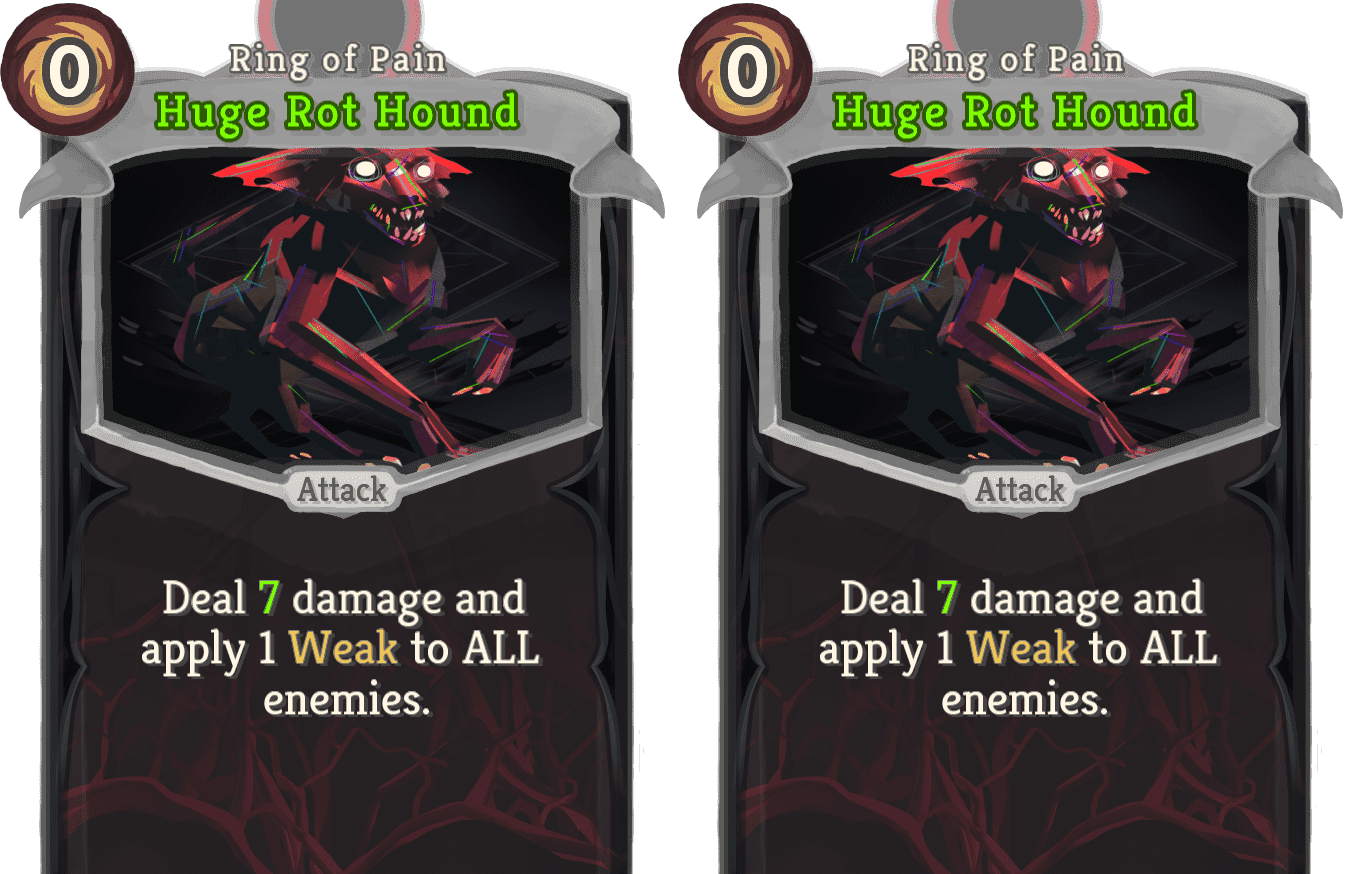 0
Ring of Pain
Huge Rot Hound
Attack
Deal 7 damage and
apply 1 Weak to ALL
enemies.
0
Ring of Pain
Huge Rot Hound
Attack
Deal 7 damage and
apply 1 Weak to ALL
enemies.